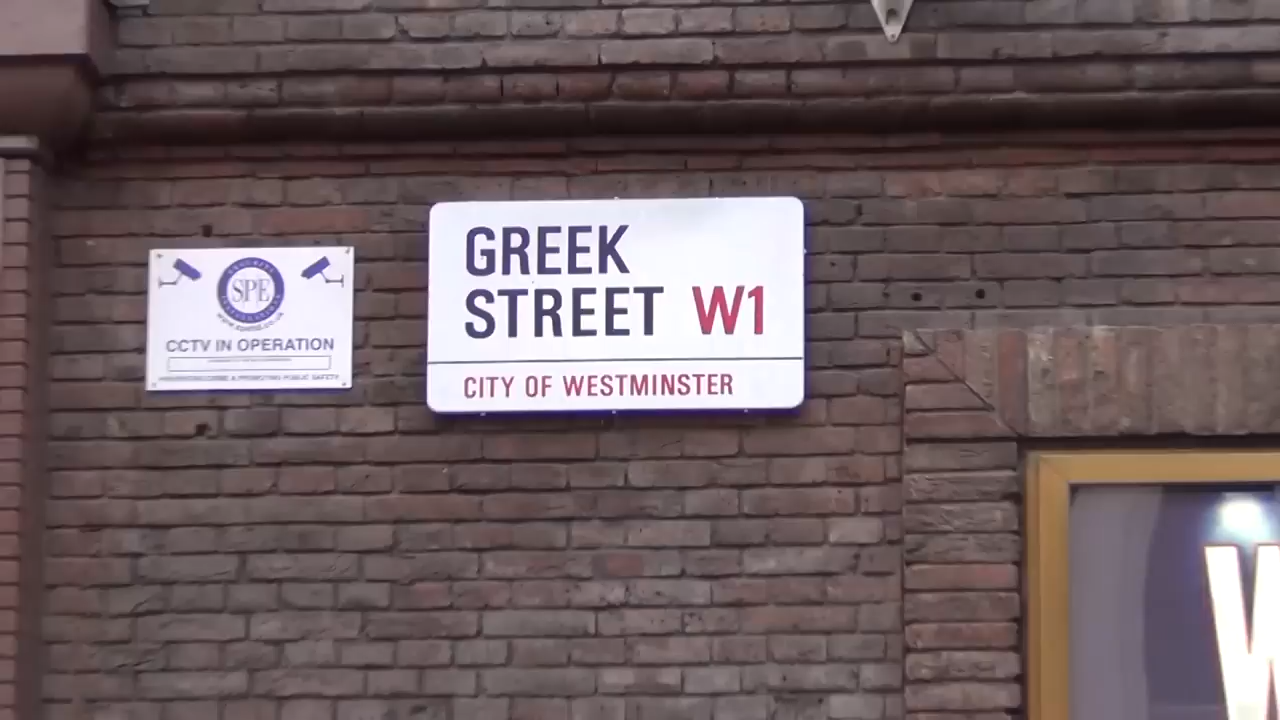 SPE
CCTV IN OPERATION
GREEK
STREET W1
CITY OF WESTMINSTER
W